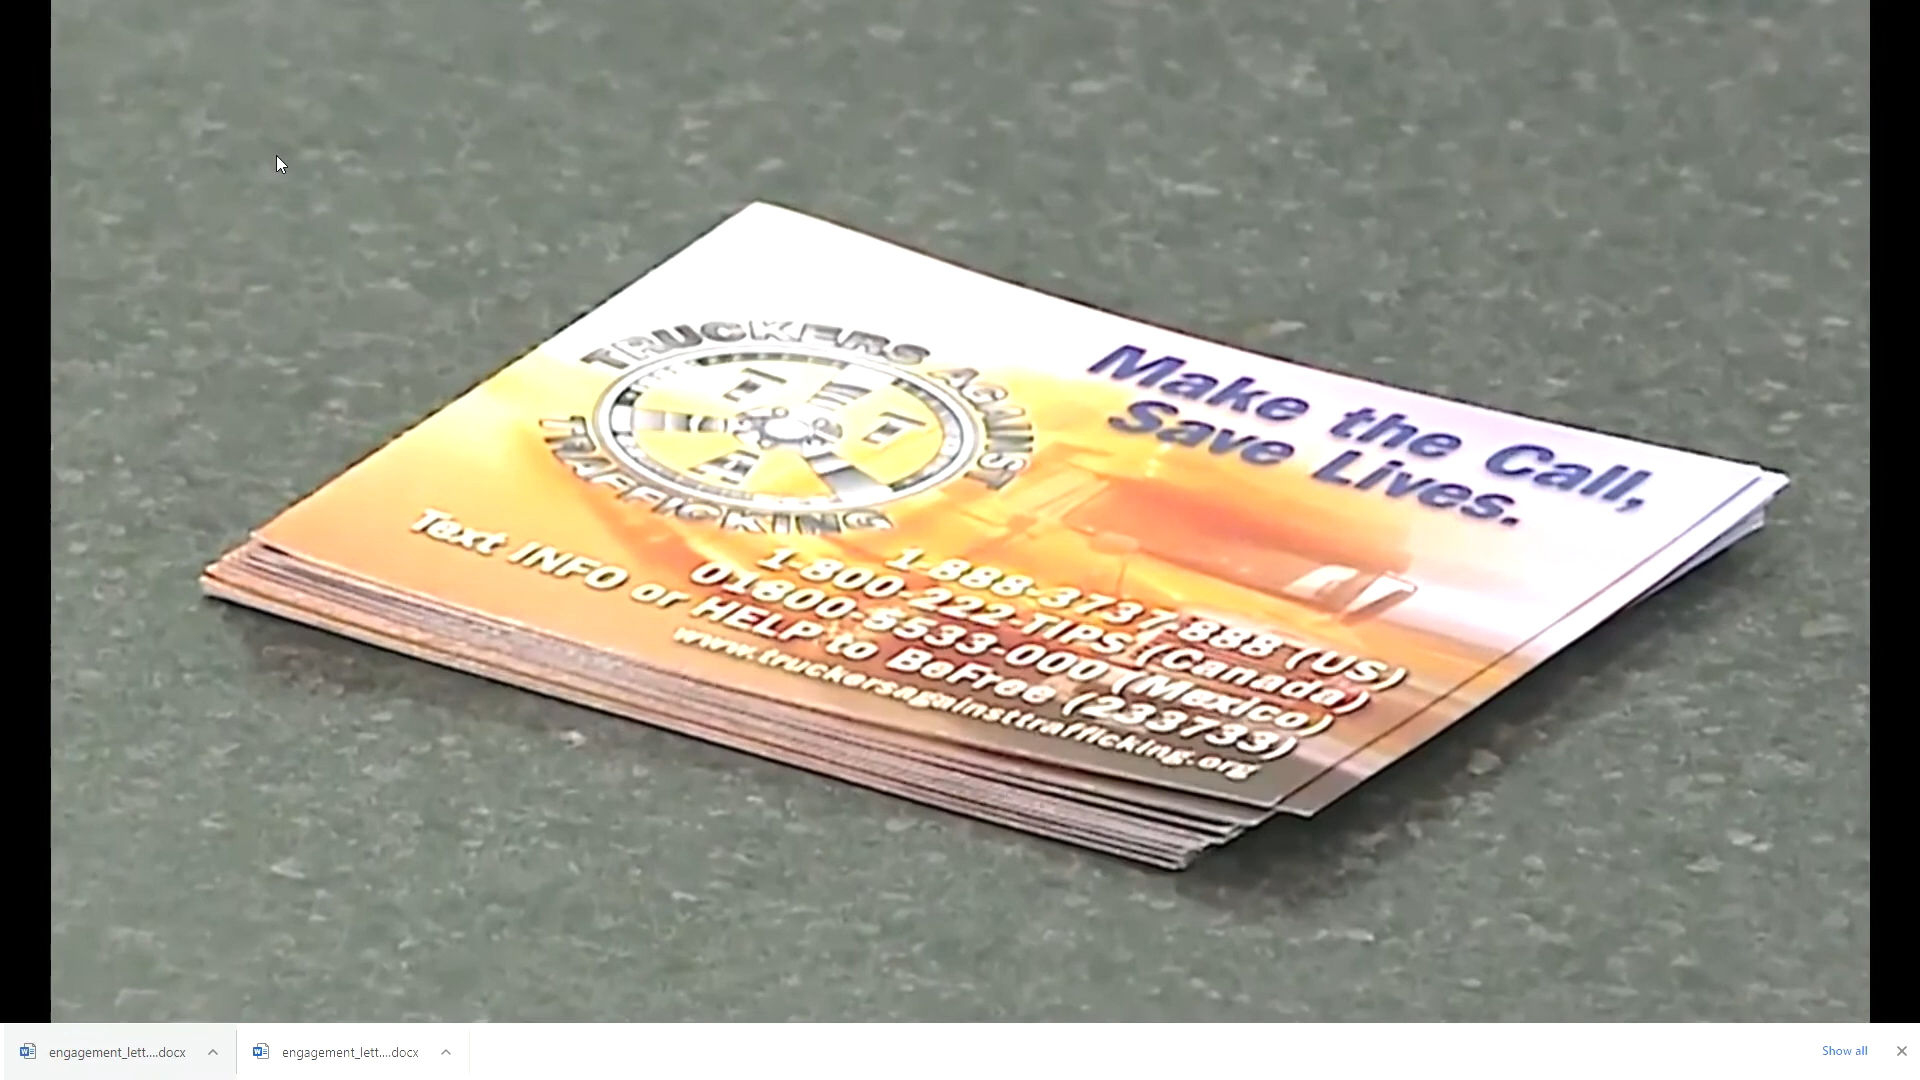 TRUCKERS AGAINST
TRAFFICKING
Make the Call,
Save Lives.
1-888-3737-888 (US)
1-800-222-TIPS (Canada)
01800-5533-000 (Mexico)
Text INFO or HELP to BeFree (233733)
www.truckersagainsttrafficking.org
engagement_lett....docx
engagement_lett....docx
Show all